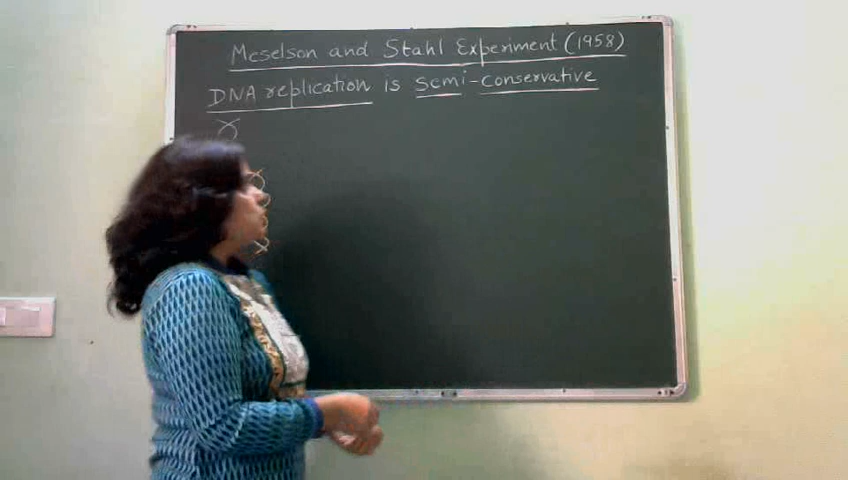 Meselson and Stahl Experiment (1958)
DNA replication is semi-conservative